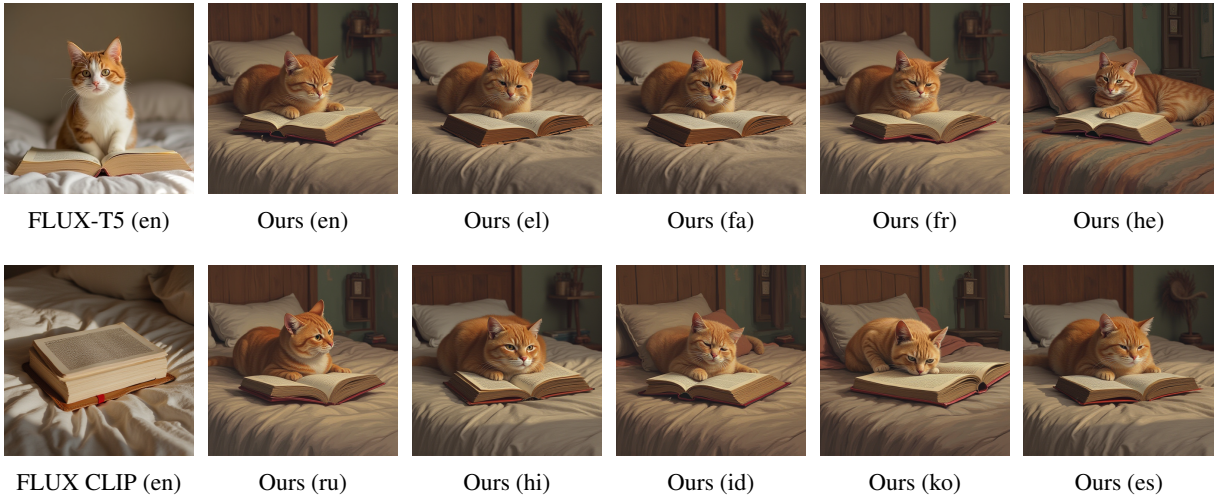 FLUX-T5 (en)
Ours (en)
Ours (el)
Ours (fa)
Ours (fr)
Ours (he)
FLUX CLIP (en)
Ours (ru)
Ours (hi)
Ours (id)
Ours (ko)
Ours (es)